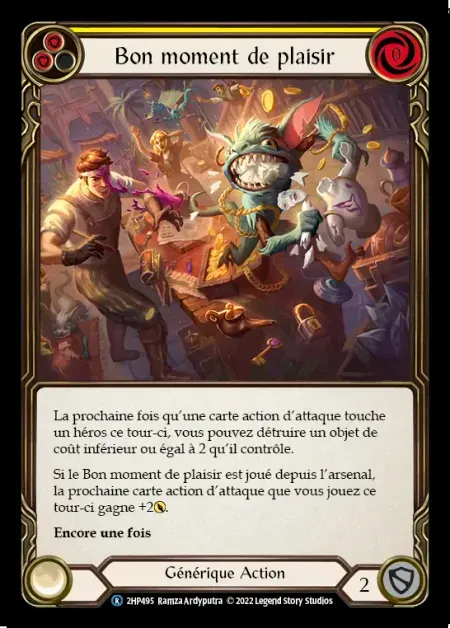 Bon moment de plaisir
0
La prochaine fois qu'une carte action d'attaque touche
un héros ce tour-ci, vous pouvez détruire un objet de
coût inférieur ou égal à 2 qu'il contrôle.
Si le Bon moment de plaisir est joué depuis l'arsenal,
la prochaine carte action d'attaque que vous jouez ce
tour-ci gagne +2.
Encore une fois
Générique Action
2
R 2HP495 Ramza Ardyputra © 2022 Legend Story Studios